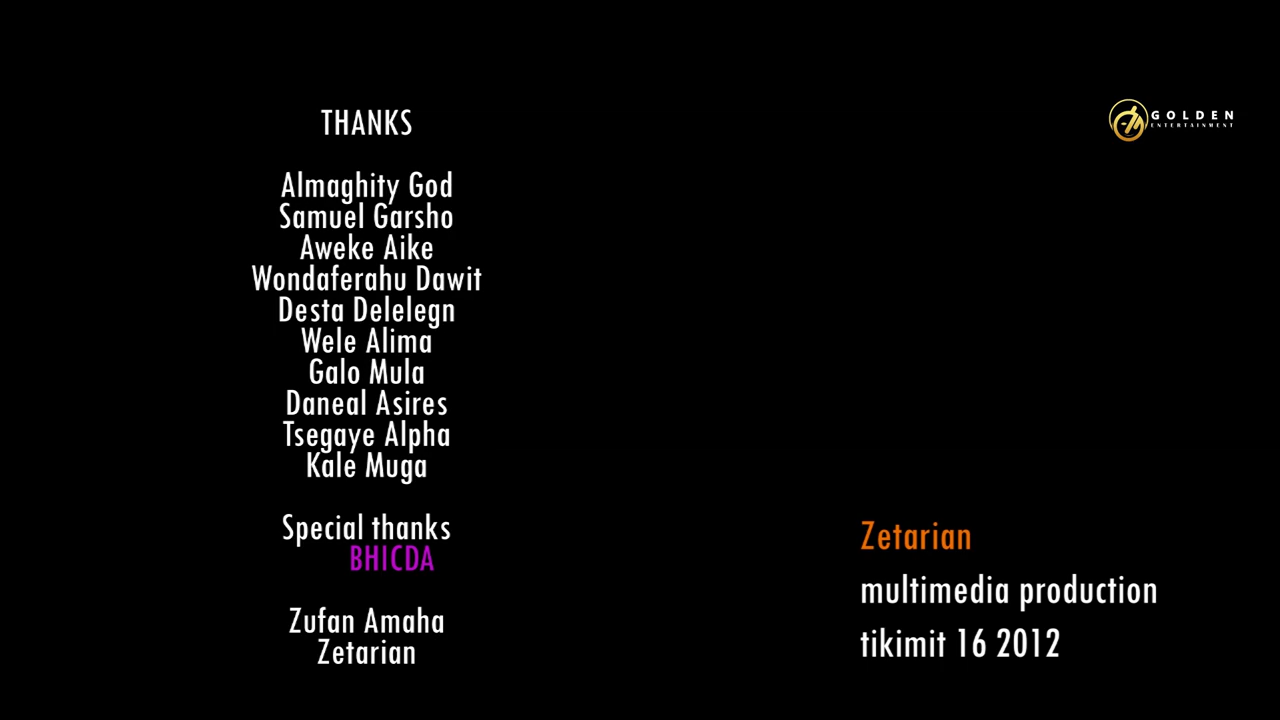 THANKS
Almaghity God
Samuel Garsho
Aweke Aike
Wondaferahu Dawit
Desta Delelegn
Wele Alima
Galo Mula
Daneal Asires
Tsegaye Alpha
Kale Muga
Special thanks
BHICDA
Zufan Amaha
Zetarian
GOLDEN
ENTERTAINMENT
Zetarian
multimedia production
tikimit 16 2012